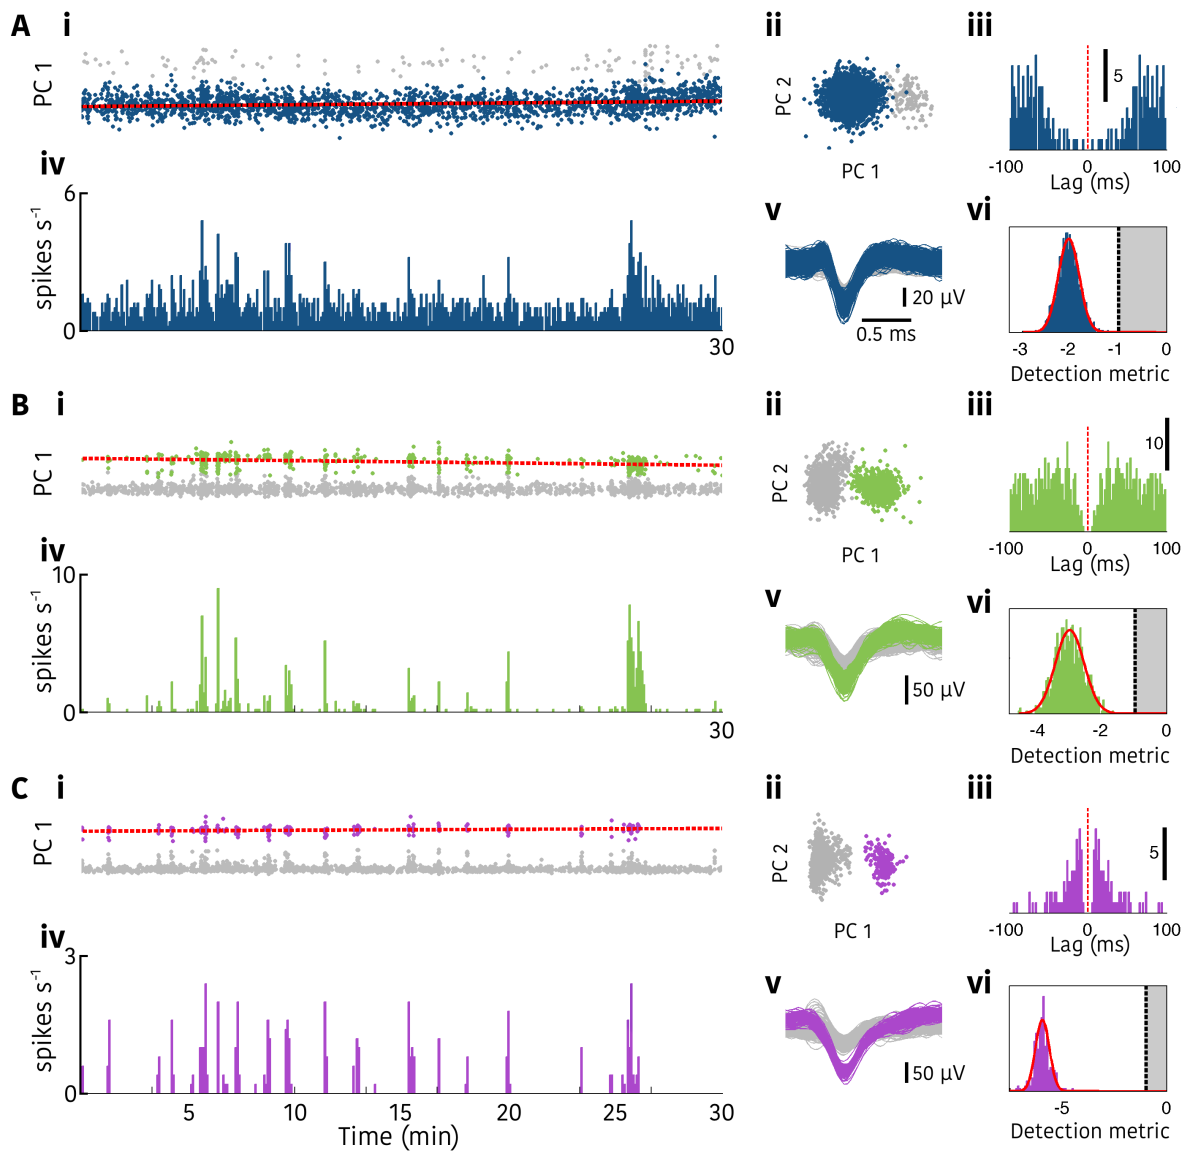 A i ii iii
PC 1
PC 2
PC 1
5
-100 0 100
Lag (ms)
iv
6
0
spikes s⁻¹
30
v
20 µV
0.5 ms
vi
-3 -2 -1 0
Detection metric
B i ii iii
PC 1
PC 2
PC 1
10
-100 0 100
Lag (ms)
iv
10
0
spikes s⁻¹
30
v
50 µV
vi
-4 -2 0
Detection metric
C i ii iii
PC 1
PC 2
PC 1
5
-100 0 100
Lag (ms)
iv
3
0
spikes s⁻¹
5 10 15 20 25 30
Time (min)
v
50 µV
vi
-5 0
Detection metric